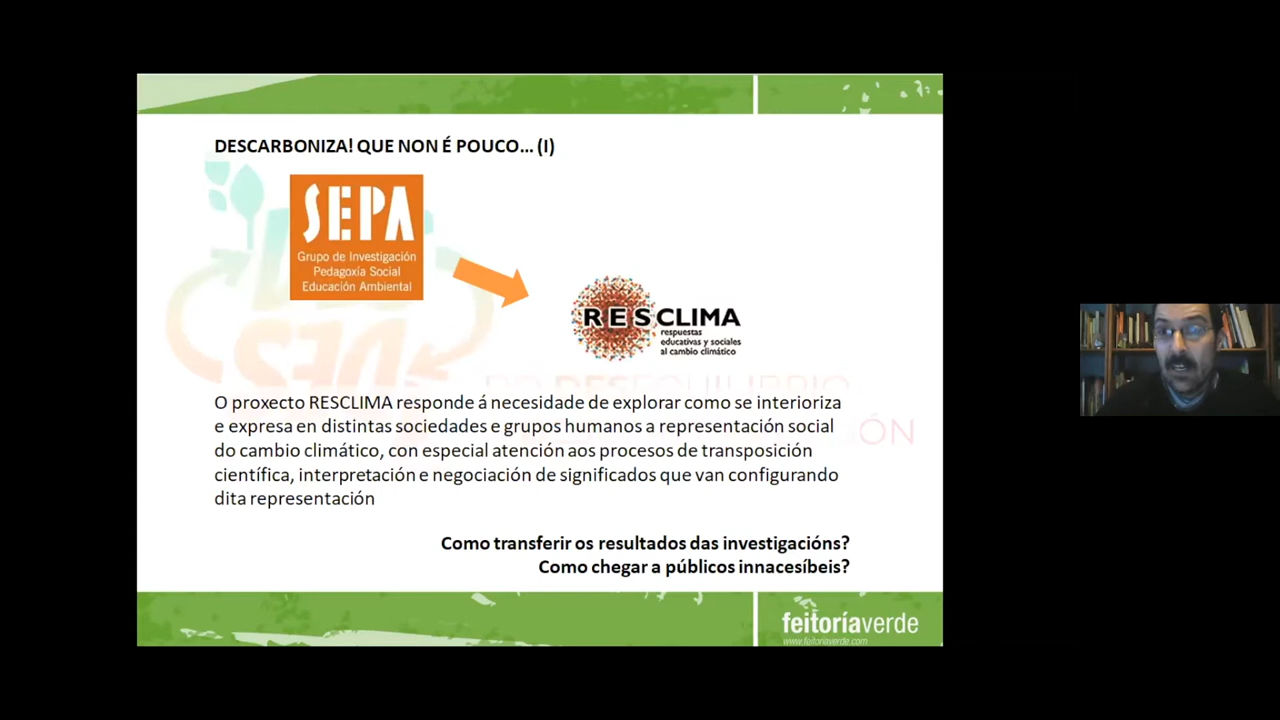 DESCARBONIZA! QUE NON É POUCO... (I)
SEPA
Grupo de Investigación
Pedagoxía Social
Educación Ambiental
RESCLIMA
respuestas
educativas y sociales
al cambio climático
O proxecto RESCLIMA responde á necesidade de explorar como se interioriza
e expresa en distintas sociedades e grupos humanos a representación social
do cambio climático, con especial atención aos procesos de transposición
científica, interpretación e negociación de significados que van configurando
dita representación
Como transferir os resultados das investigacións?
Como chegar a públicos innacesíbeis?
feitoríaverde
www.feitoriaverde.com